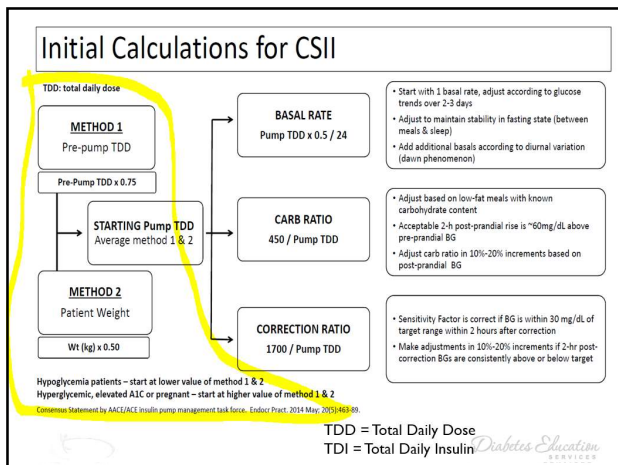 Initial Calculations for CSII
TDD: total daily dose
METHOD 1
Pre-pump TDD
Pre-Pump TDD x 0.75
STARTING Pump TDD
Average method 1 & 2
METHOD 2
Patient Weight
Wt (kg) x 0.50
BASAL RATE
Pump TDD x 0.5 / 24
• Start with 1 basal rate, adjust according to glucose
trends over 2-3 days
• Adjust to maintain stability in fasting state (between
meals & sleep)
• Add additional basals according to diurnal variation
(dawn phenomenon)
CARB RATIO
450 / Pump TDD
• Adjust based on low-fat meals with known
carbohydrate content
• Acceptable 2-h post-prandial rise is ~60mg/dL above
pre-prandial BG
• Adjust carb ratio in 10%-20% increments based on
post-prandial BG
CORRECTION RATIO
1700 / Pump TDD
• Sensitivity Factor is correct if BG is within 30 mg/dL of
target range within 2 hours after correction
• Make adjustments in 10%-20% increments if 2-hr post-
correction BGs are consistently above or below target
Hypoglycemia patients – start at lower value of method 1 & 2
Hyperglycemic, elevated A1C or pregnant – start at higher value of method 1 & 2
Consensus Statement by AACE/ACE insulin pump management task force. Endocr Pract. 2014 May; 20(5):463-89.
TDD = Total Daily Dose
TDI = Total Daily Insulin
Diabetes Education
SERVICES